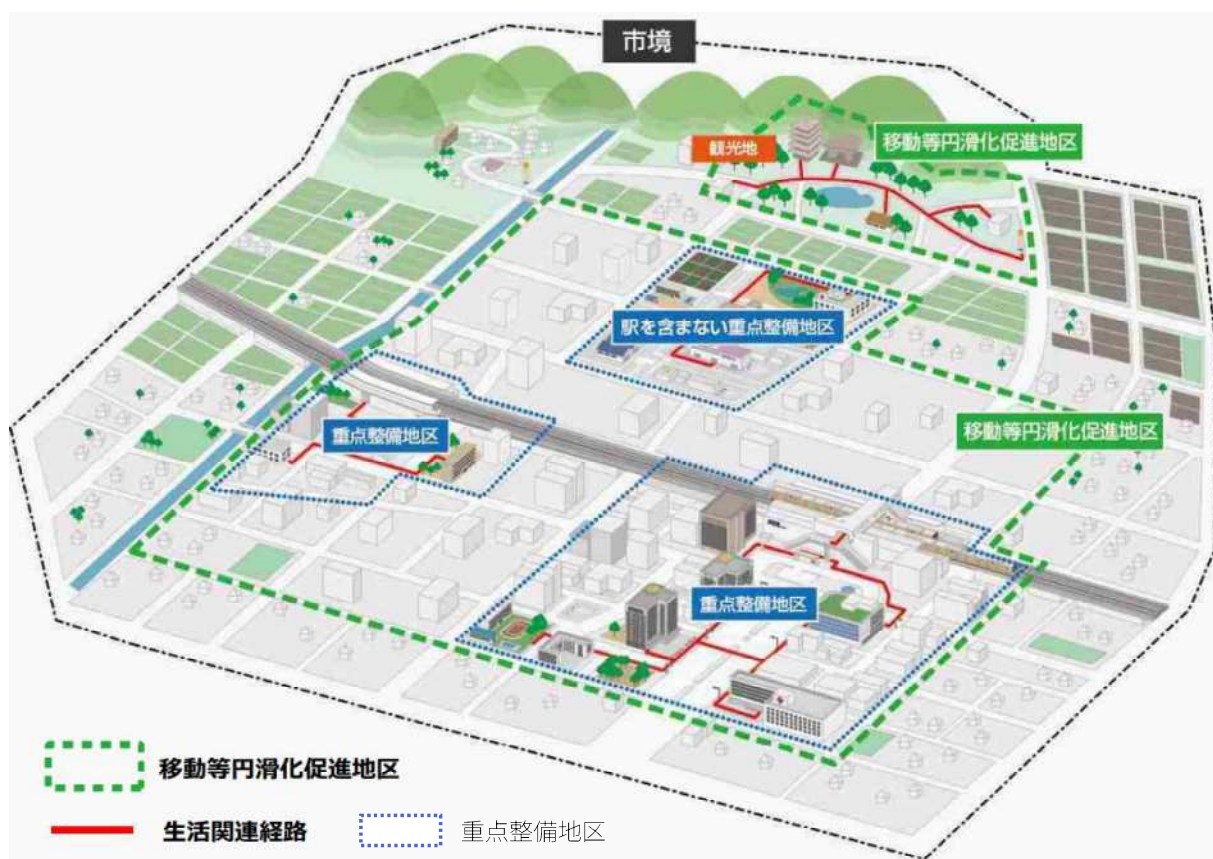 市境
観光地
移動等円滑化促進地区
駅を含まない重点整備地区
重点整備地区
移動等円滑化促進地区
重点整備地区
移動等円滑化促進地区
生活関連経路
重点整備地区